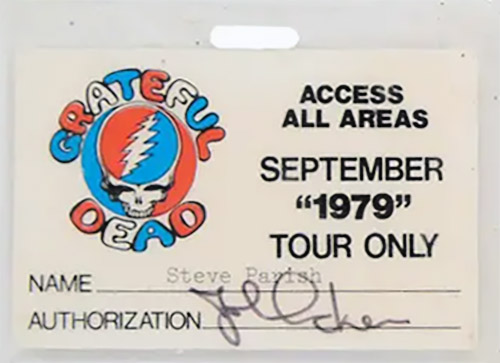 GRATEFUL
DEAD
ACCESS
ALL AREAS
SEPTEMBER
“1979”
TOUR ONLY
NAME Steve Parish
AUTHORIZATION